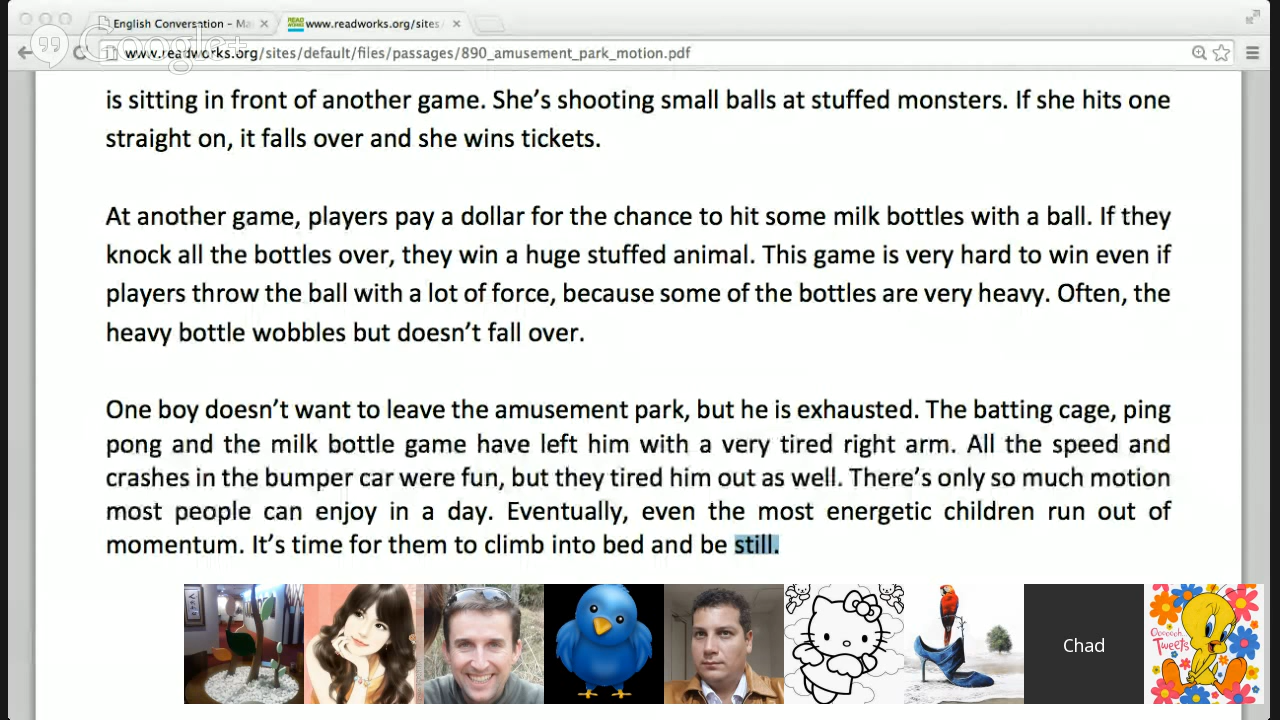 English Conversation - Ma
READ WORKS www.readworks.org/sites
Google+
www.readworks.org/sites/default/files/passages/890_amusement_park_motion.pdf
is sitting in front of another game. She’s shooting small balls at stuffed monsters. If she hits one
straight on, it falls over and she wins tickets.
At another game, players pay a dollar for the chance to hit some milk bottles with a ball. If they
knock all the bottles over, they win a huge stuffed animal. This game is very hard to win even if
players throw the ball with a lot of force, because some of the bottles are very heavy. Often, the
heavy bottle wobbles but doesn’t fall over.
One boy doesn’t want to leave the amusement park, but he is exhausted. The batting cage, ping
pong and the milk bottle game have left him with a very tired right arm. All the speed and
crashes in the bumper car were fun, but they tired him out as well. There’s only so much motion
most people can enjoy in a day. Eventually, even the most energetic children run out of
momentum. It’s time for them to climb into bed and be still.
Chad
Tweets